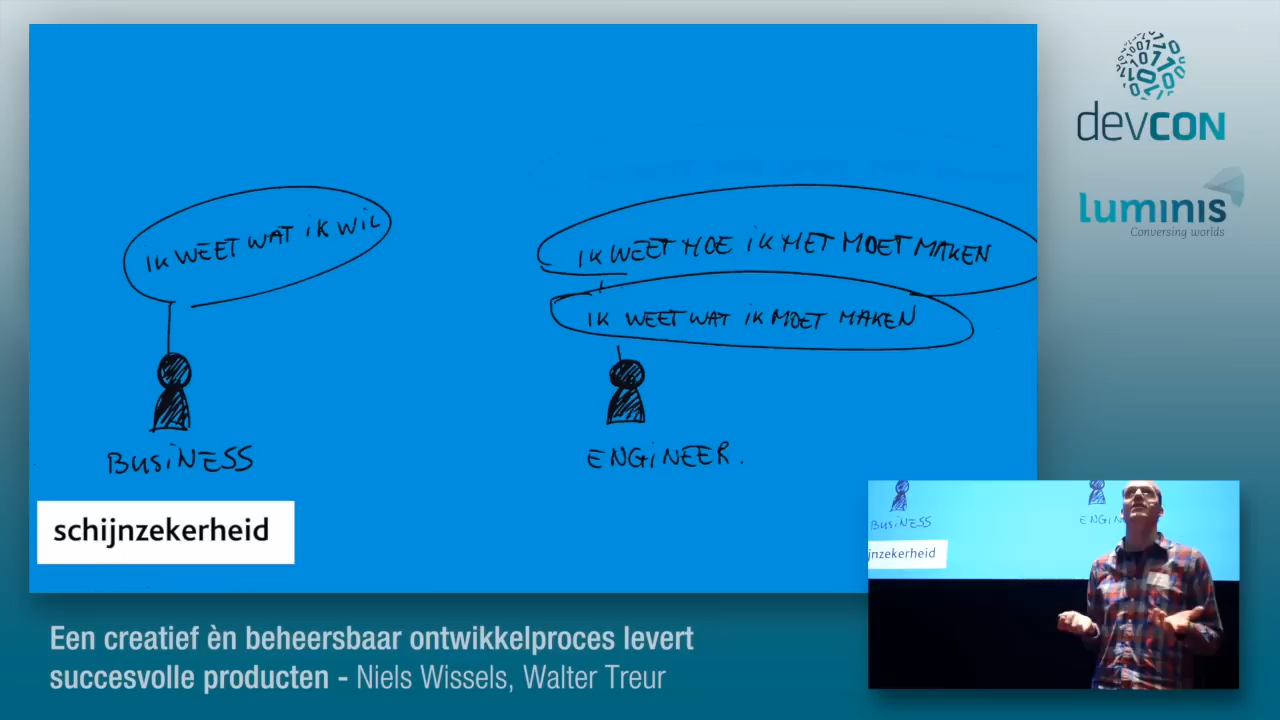 IK WEET WAT IK WIL
IK WEET HOE IK HET MOET MAKEN
IK WEET WAT IK MOET MAKEN
BUSINESS
ENGINEER.
schijnzekerheid
devCON
luminis
Conversing worlds
BUSINESS
ENGIN
jnzekerheid
Een creatief èn beheersbaar ontwikkelproces levert
succesvolle producten - Niels Wissels, Walter Treur